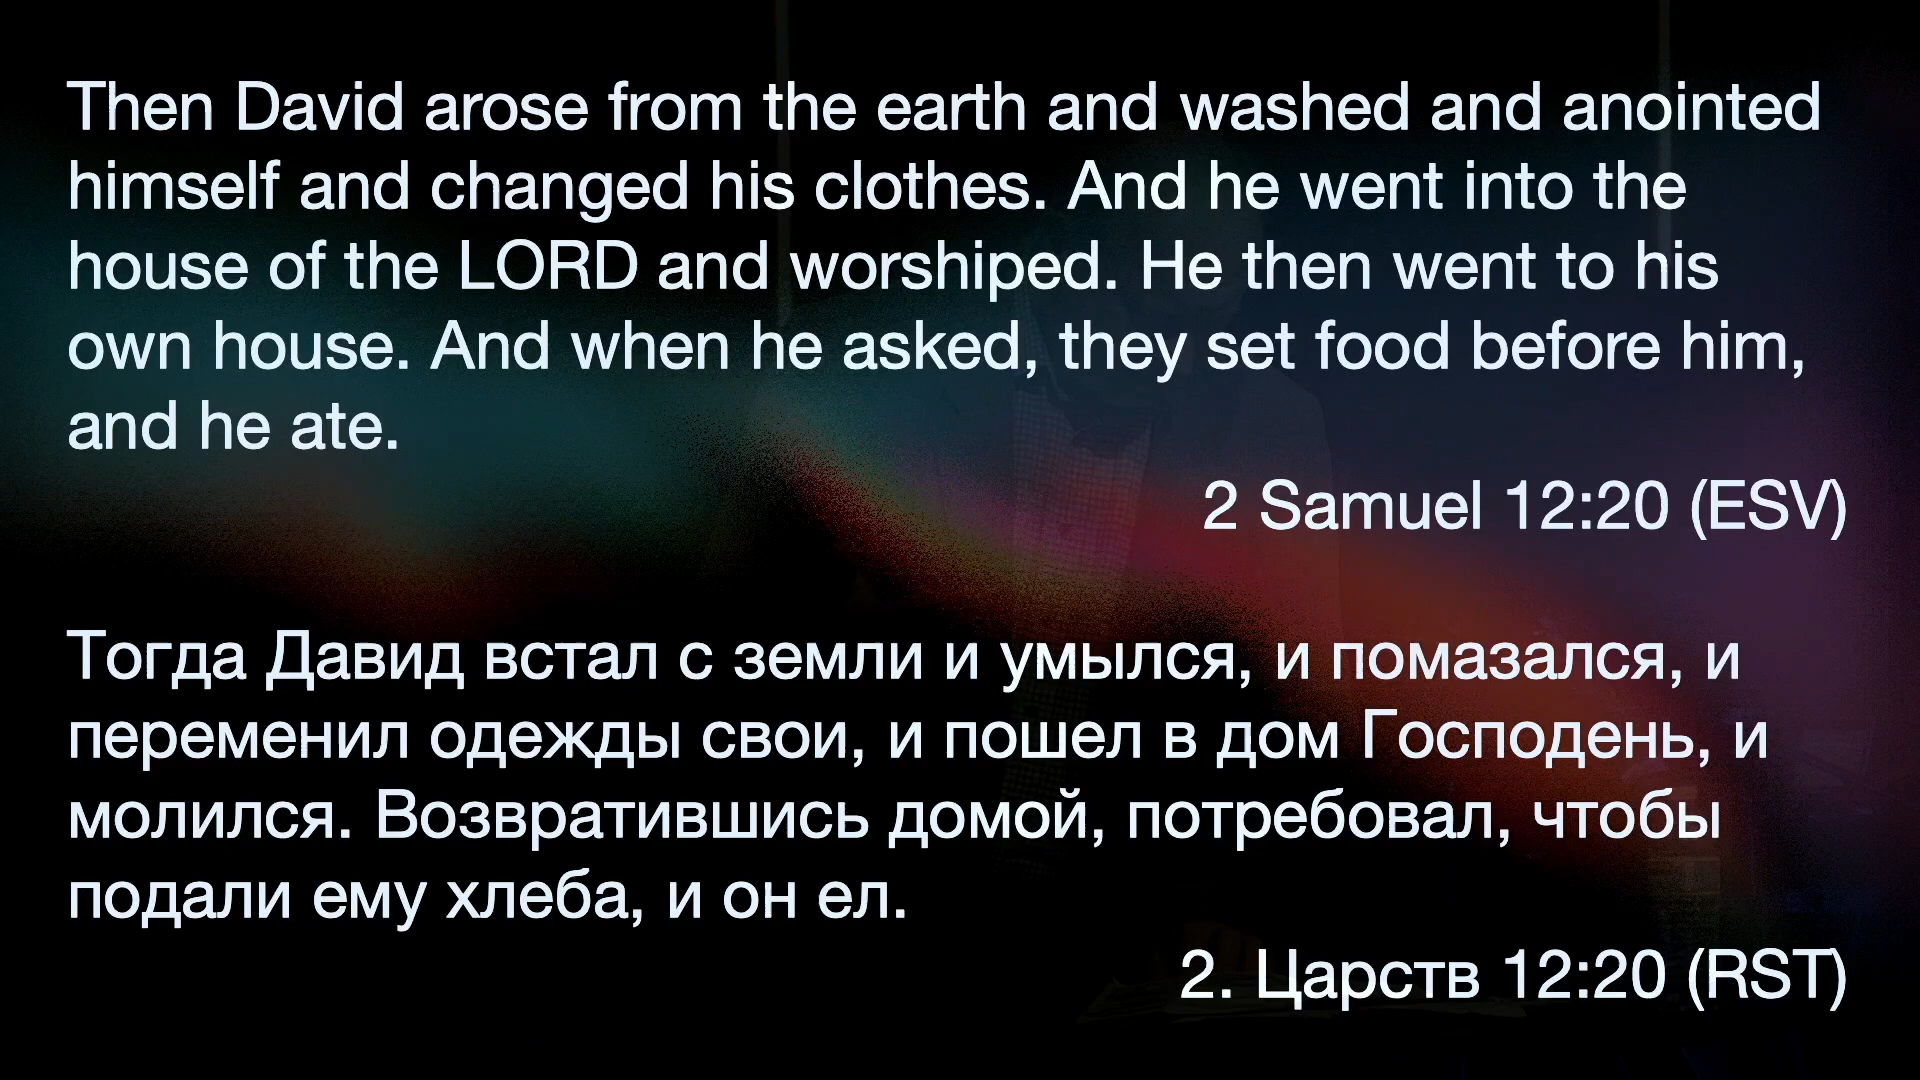 Then David arose from the earth and washed and anointed
himself and changed his clothes. And he went into the
house of the LORD and worshiped. He then went to his
own house. And when he asked, they set food before him,
and he ate.
2 Samuel 12:20 (ESV)
Тогда Давид встал с земли и умылся, и помазался, и
переменил одежды свои, и пошел в дом Господень, и
молился. Возвратившись домой, потребовал, чтобы
подали ему хлеба, и он ел.
2. Царств 12:20 (RST)